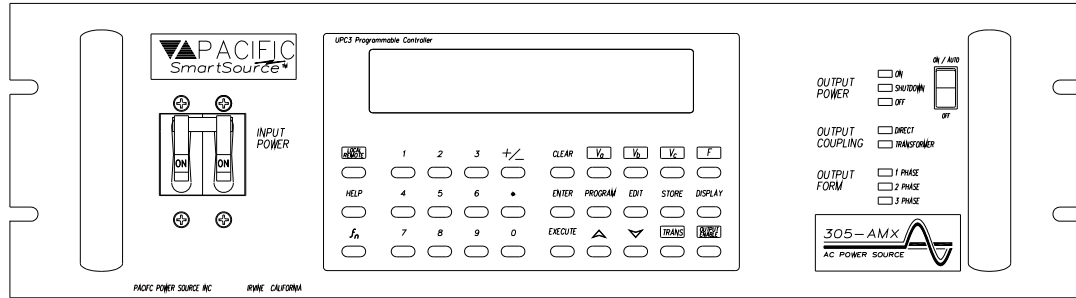 PACIFIC
SmartSource™
INPUT
POWER
ON ON
UPC3 Programmable Controller
LOCAL
REMOTE
1 2 3 +/_ CLEAR Va Vb Vc F
HELP 4 5 6 • ENTER PROGRAM EDIT STORE DISPLAY
fn 7 8 9 0 EXECUTE TRANS OUTPUT
ENABLE
OUTPUT
POWER
ON
SHUTDOWN
OFF
ON / AUTO
OFF
OUTPUT
COUPLING
DIRECT
TRANSFORMER
OUTPUT
FORM
1 PHASE
2 PHASE
3 PHASE
305-AMX
AC POWER SOURCE
PACIFC POWER SOURCE INC IRVINE CALIFORNIA